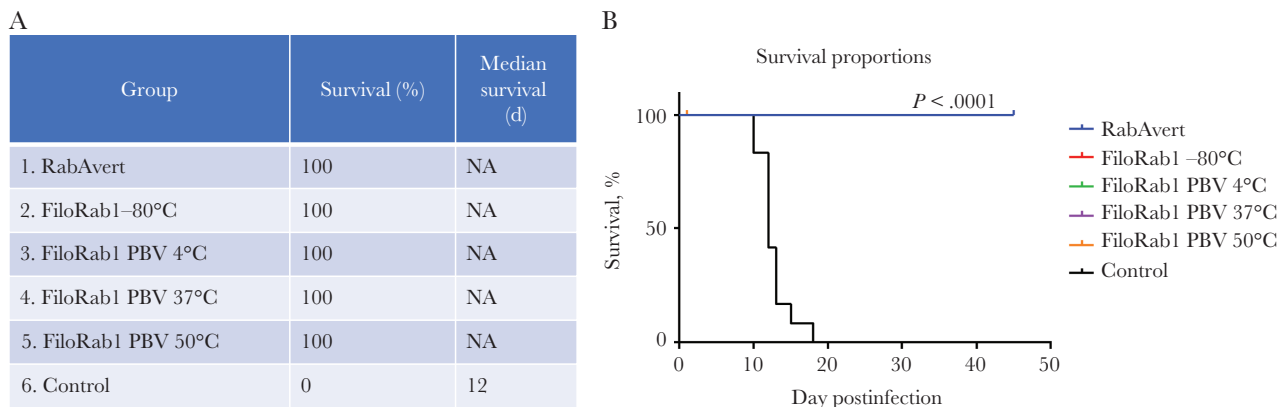 A
Group Survival (%) Median
survival
(d)
1. RabAvert 100 NA
2. FiloRab1–80°C 100 NA
3. FiloRab1 PBV 4°C 100 NA
4. FiloRab1 PBV 37°C 100 NA
5. FiloRab1 PBV 50°C 100 NA
6. Control 0 12
B
Survival proportions
P < .0001
100
50
0
Survival, %
0 10 20 30 40 50
Day postinfection
RabAvert
FiloRab1 –80°C
FiloRab1 PBV 4°C
FiloRab1 PBV 37°C
FiloRab1 PBV 50°C
Control